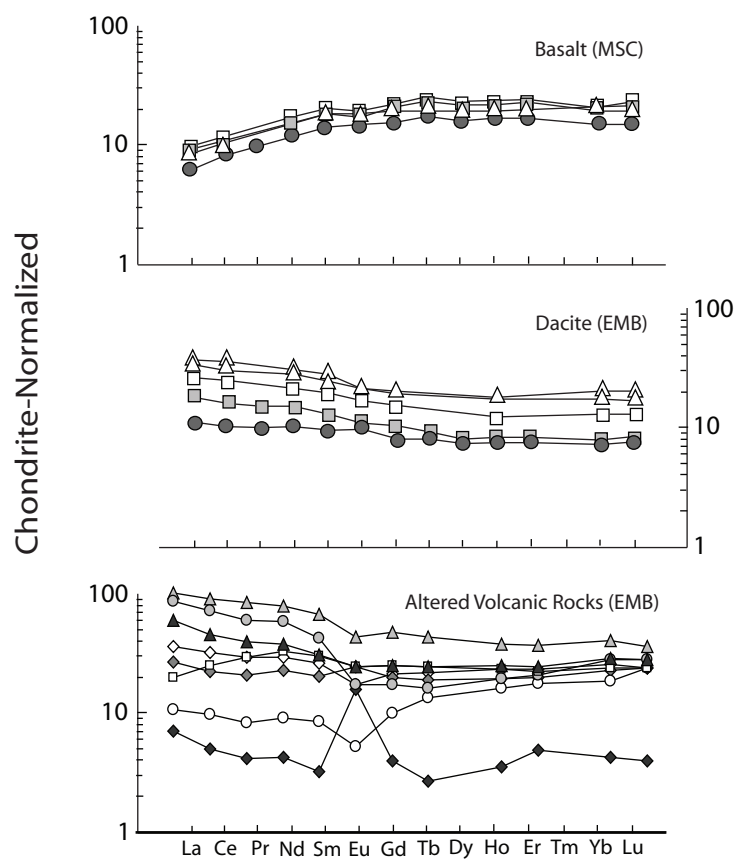 100
Basalt (MSC)
10
1
Chondrite-Normalized
100
Dacite (EMB)
10
1
100
Altered Volcanic Rocks (EMB)
10
1
La Ce Pr Nd Sm Eu Gd Tb Dy Ho Er Tm Yb Lu